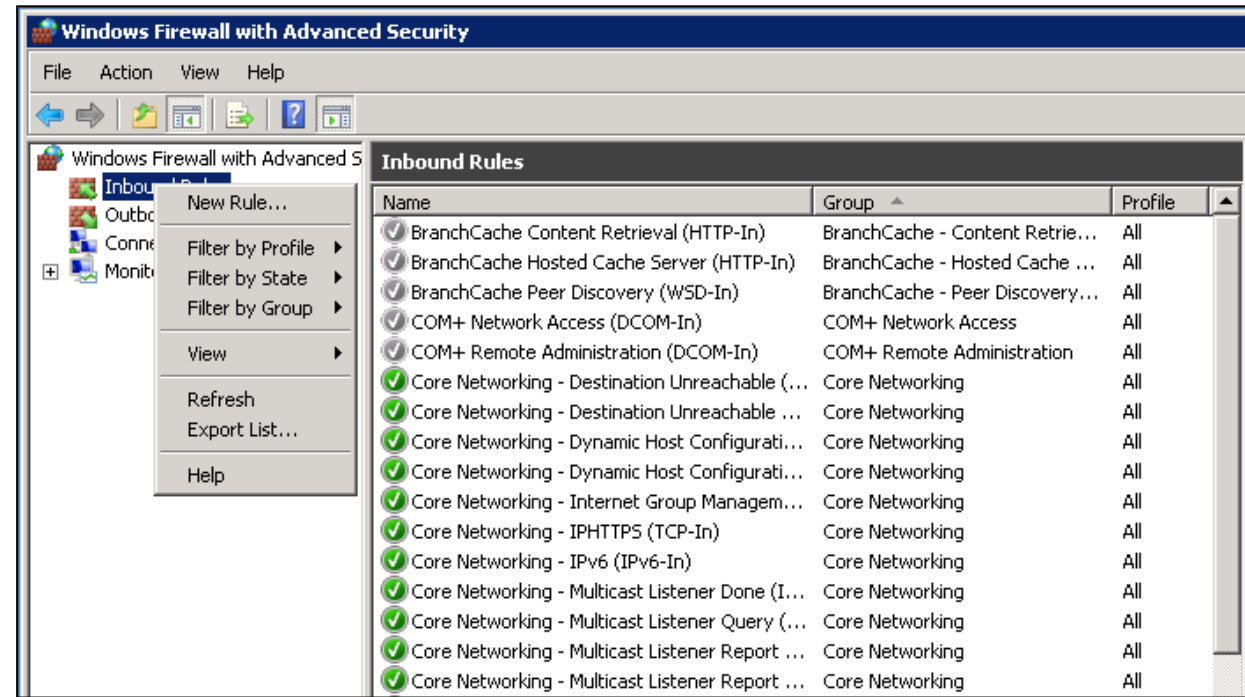 Windows Firewall with Advanced Security
File Action View Help
Windows Firewall with Advanced S
Inbou
Outbo
Conne
Monito
New Rule...
Filter by Profile
Filter by State
Filter by Group
View
Refresh
Export List...
Help
Inbound Rules
Name Group Profile
BranchCache Content Retrieval (HTTP-In) BranchCache - Content Retrie... All
BranchCache Hosted Cache Server (HTTP-In) BranchCache - Hosted Cache ... All
BranchCache Peer Discovery (WSD-In) BranchCache - Peer Discovery... All
COM+ Network Access (DCOM-In) COM+ Network Access All
COM+ Remote Administration (DCOM-In) COM+ Remote Administration All
Core Networking - Destination Unreachable (... Core Networking All
Core Networking - Destination Unreachable ... Core Networking All
Core Networking - Dynamic Host Configurati... Core Networking All
Core Networking - Dynamic Host Configurati... Core Networking All
Core Networking - Internet Group Managem... Core Networking All
Core Networking - IPHTTPS (TCP-In) Core Networking All
Core Networking - IPv6 (IPv6-In) Core Networking All
Core Networking - Multicast Listener Done (I... Core Networking All
Core Networking - Multicast Listener Query (... Core Networking All
Core Networking - Multicast Listener Report ... Core Networking All
Core Networking - Multicast Listener Report ... Core Networking All